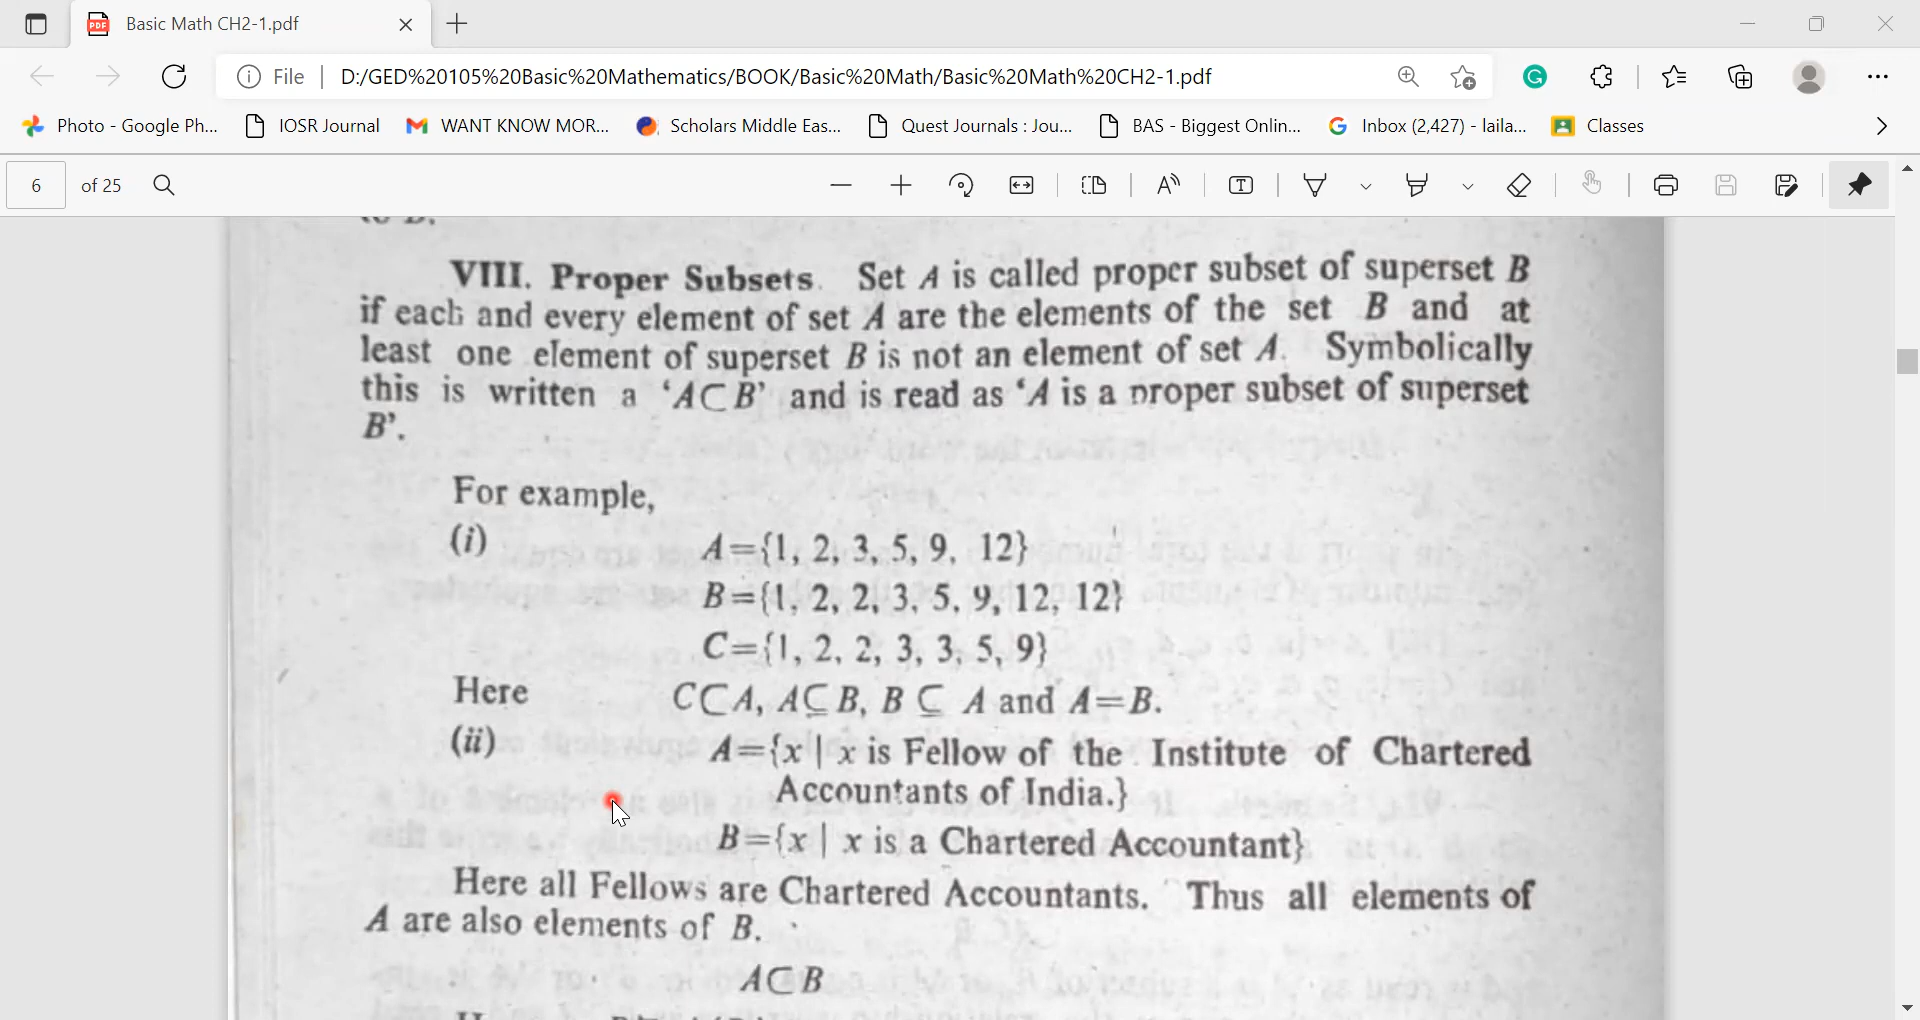 Basic Math CH2-1.pdf
File | D:/GED%20105%20Basic%20Mathematics/BOOK/Basic%20Math/Basic%20Math%20CH2-1.pdf
Photo - Google Ph... IOSR Journal WANT KNOW MOR... Scholars Middle Eas... Quest Journals : Jou... BAS - Biggest Onlin... Inbox (2,427) - laila... Classes
6 of 25
VIII. Proper Subsets. Set A is called proper subset of superset B
if each and every element of set A are the elements of the set B and at
least one element of superset B is not an element of set A. Symbolically
this is written a ‘A⊂B’ and is read as ‘A is a proper subset of superset
B’.
For example,
(i) A={1, 2, 3, 5, 9, 12}
B={1, 2, 2, 3, 5, 9, 12, 12}
C={1, 2, 2, 3, 3, 5, 9}
Here C⊂A, A⊆B, B ⊆ A and A=B.
(ii) A={x | x is Fellow of the Institute of Chartered
Accountants of India.}
B={x | x is a Chartered Accountant}
Here all Fellows are Chartered Accountants. Thus all elements of
A are also elements of B.
A⊂B